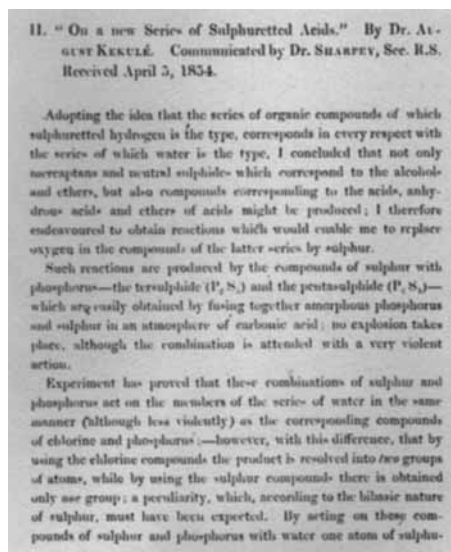 II. "On a new Series of Sulphuretted Acids." By Dr. AU-
GUST KEKULÉ. Communicated by Dr. SHARPEY, Sec. R.S.
Received April 5, 1854.
Adopting the idea that the series of organic compounds of which
sulphuretted hydrogen is the type, corresponds in every respect with
the series of which water is the type, I concluded that not only
mercaptans and neutral sulphides which correspond to the alcohols
and ethers, but also compounds corresponding to the acids, anhy-
drous acids and ethers of acids might be produced; I therefore
endeavoured to obtain reactions which would enable me to replace
oxygen in the compounds of the latter series by sulphur.
Such reactions are produced by the compounds of sulphur with
phosphorus—the tersulphide and the pentasulphide
which are easily obtained by fusing together amorphous phosphorus
and sulphur in an atmosphere of carbonic acid; no explosion takes
place, although the combination is attended with a very violent
action.
Experiment has proved that these combinations of sulphur and
phosphorus act on the members of the series of water in the same
manner (although less violently) as the corresponding compounds
of chlorine and phosphorus;—however, with this difference, that by
using the chlorine compounds the product is resolved into two groups
of atoms, while by using the sulphur compounds there is obtained
only one group; a peculiarity, which, according to the bibasic nature
of sulphur, must have been expected. By acting on these com-
pounds of sulphur and phosphorus with water one atom of sulphu-